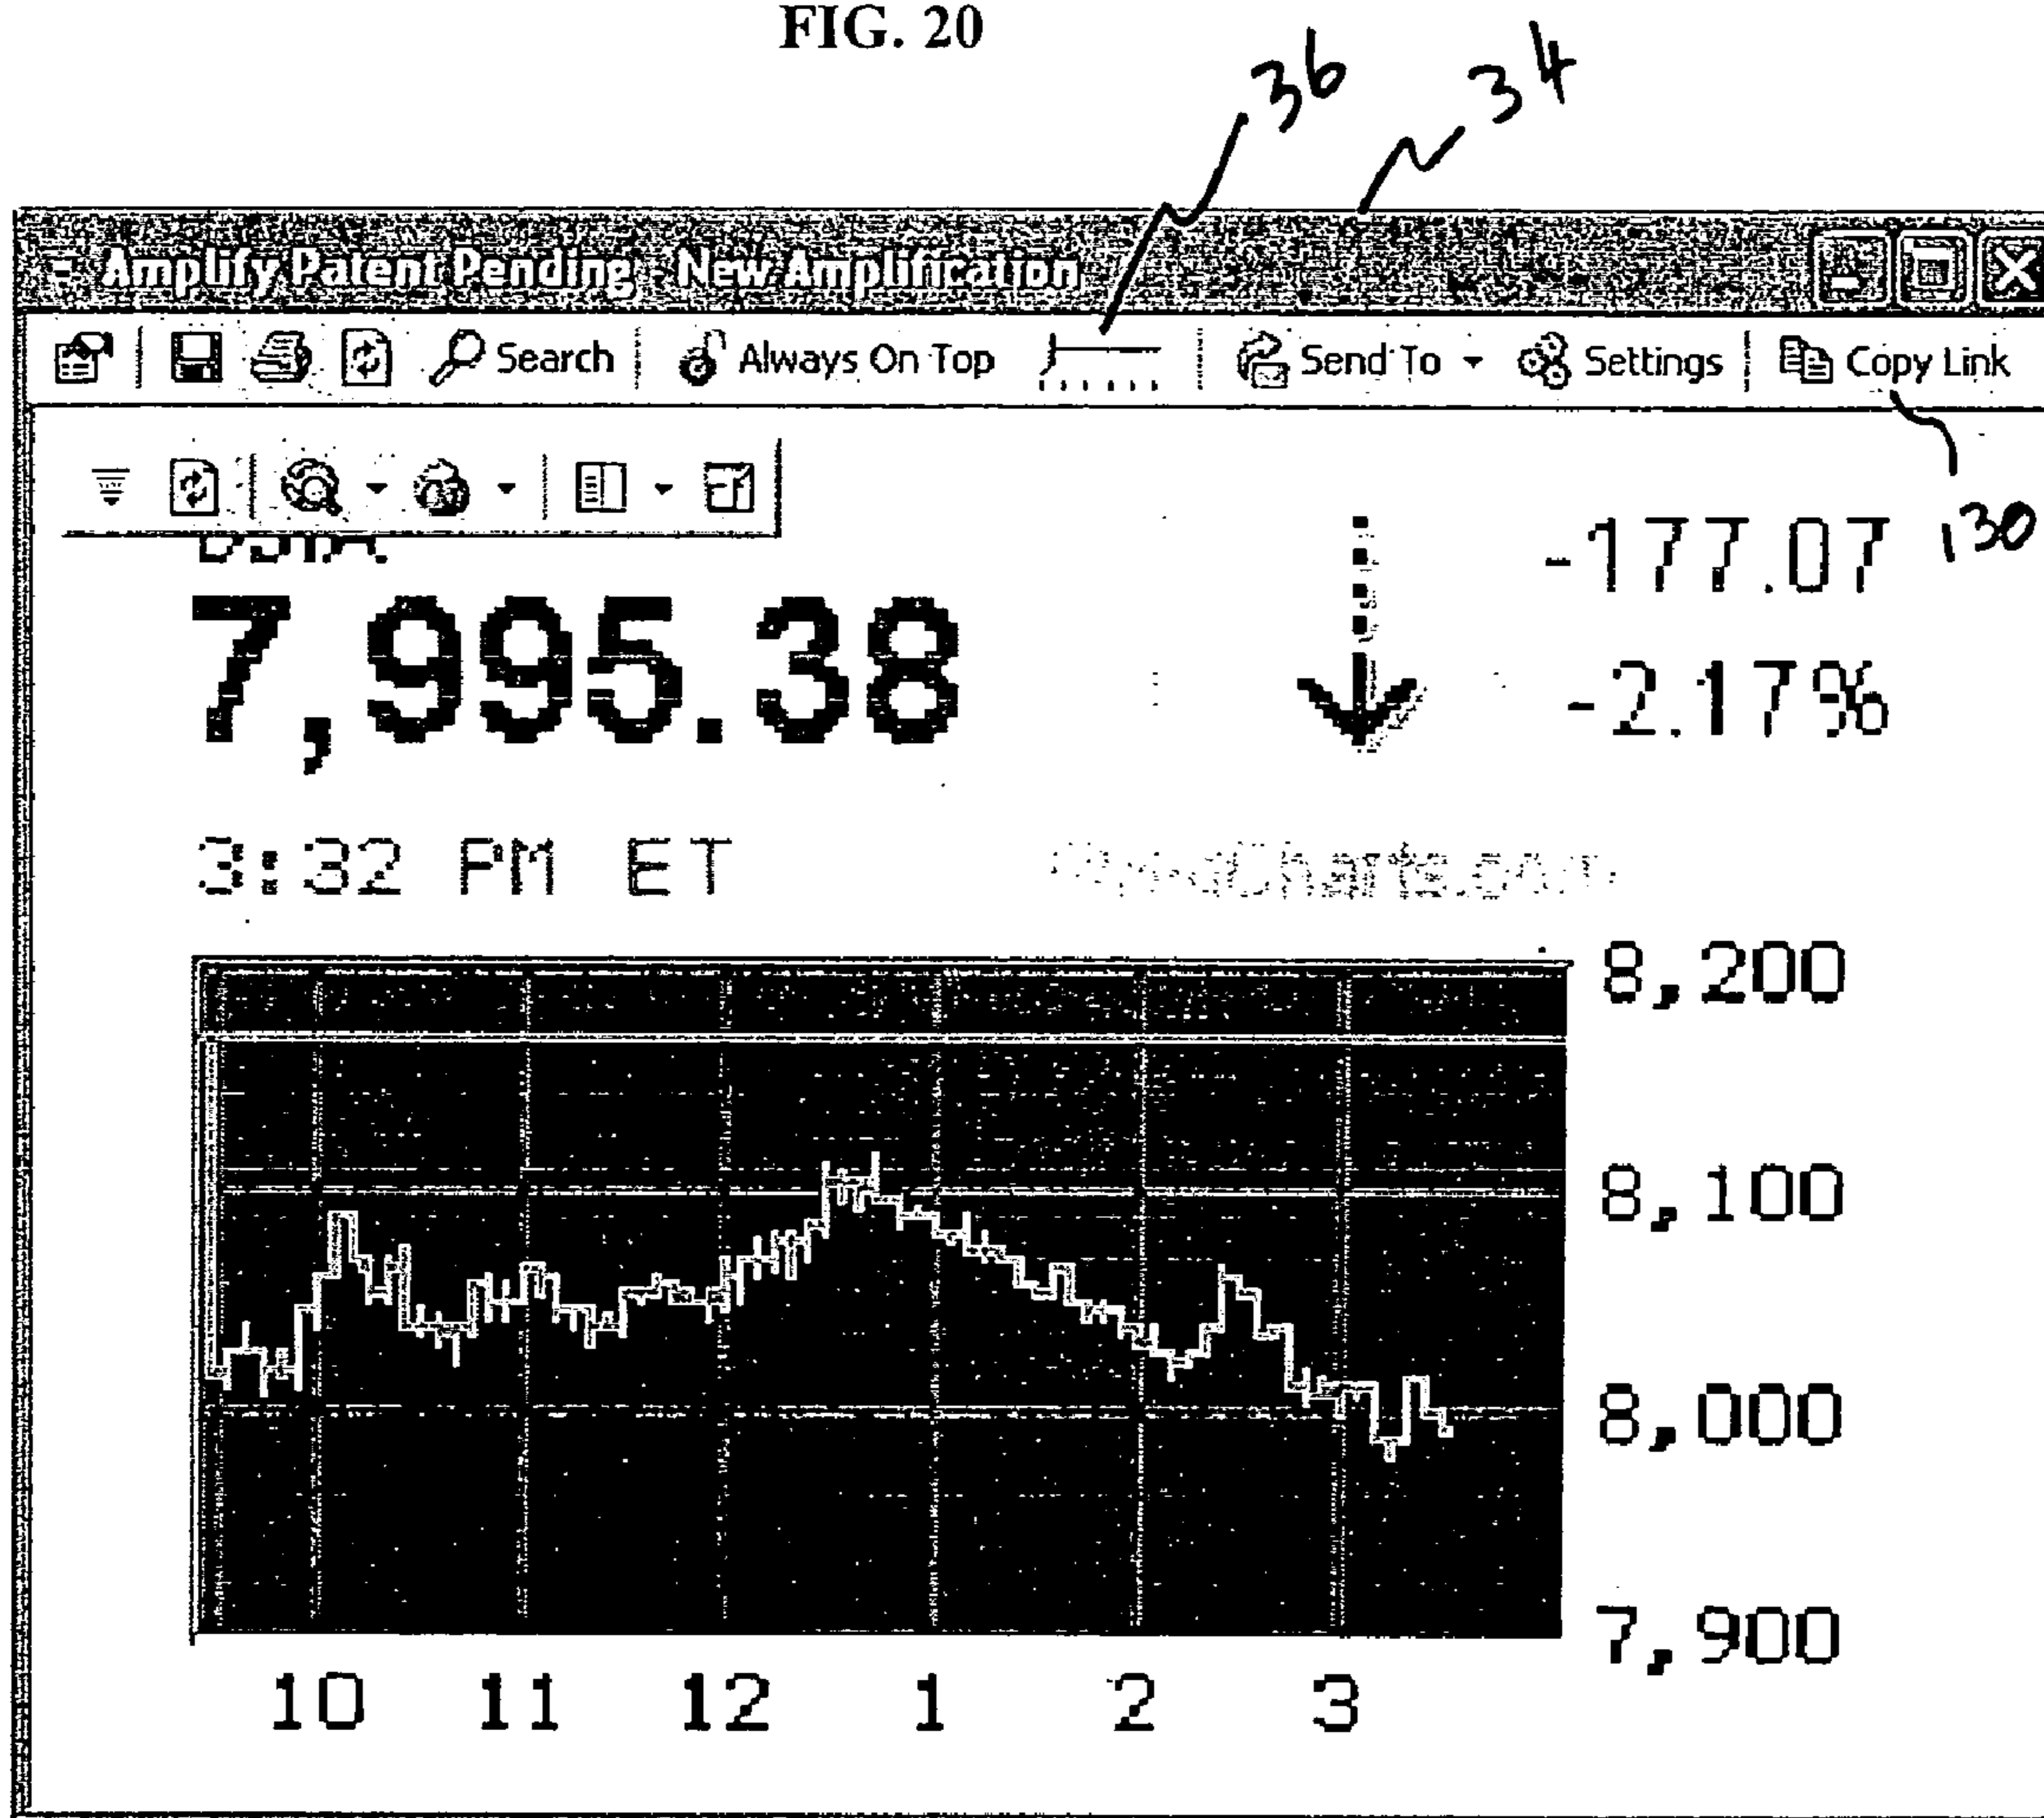 FIG. 20
36 34
Amplify Patent Pending - New Amplification
Search Always On Top Send To Settings Copy Link
130
-177.07
7,995.38
-2.17%
3:32 PM ET
8,200
8,100
8,000
7,900
10 11 12 1 2 3